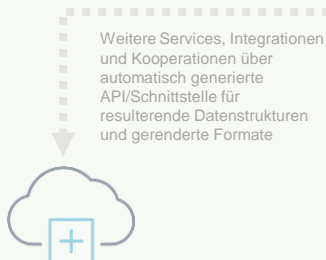 Weitere Services, Integrationen
und Kooperationen über
automatisch generierte
API/Schnittstelle für
resulterende Datenstrukturen
und gerenderte Formate